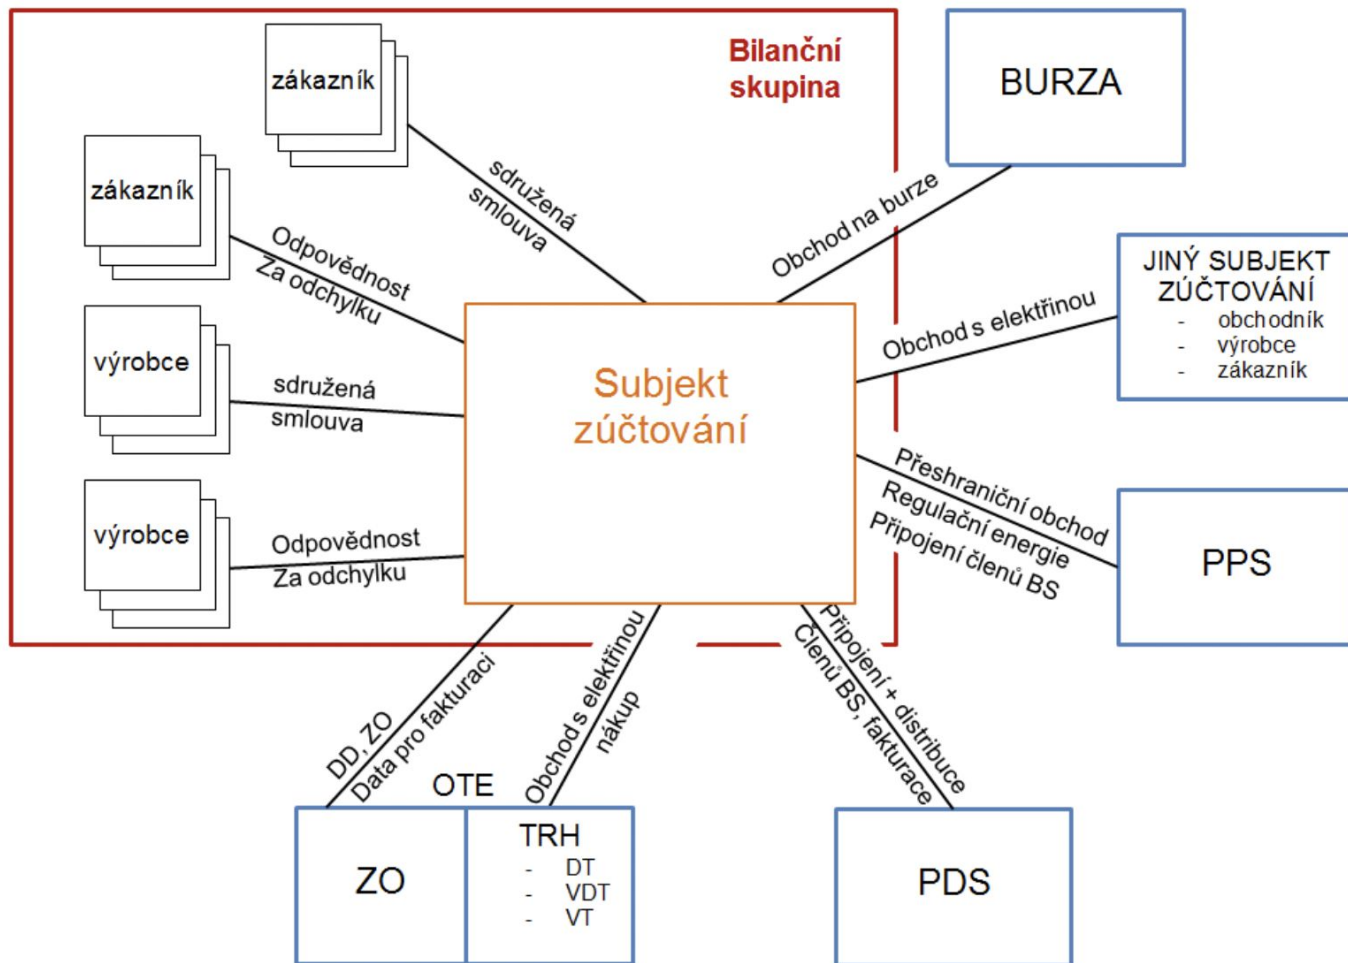 Bilanční
skupina
BURZA
zákazník
sdružená
smlouva
zákazník
Odpovědnost
Za odchylku
Obchod na burze
JINÝ SUBJEKT
ZÚČTOVÁNÍ
- obchodník
- výrobce
- zákazník
Obchod s elektřinou
výrobce
sdružená
smlouva
Subjekt
zúčtování
výrobce
Odpovědnost
Za odchylku
Přeshraniční obchod
Regulační energie
Připojení členů BS
PPS
DD, ZO
Data pro fakturaci
Obchod s elektřinou
nákup
Připojení + distribuce
Členů BS, fakturace
OTE
ZO
TRH
- DT
- VDT
- VT
PDS